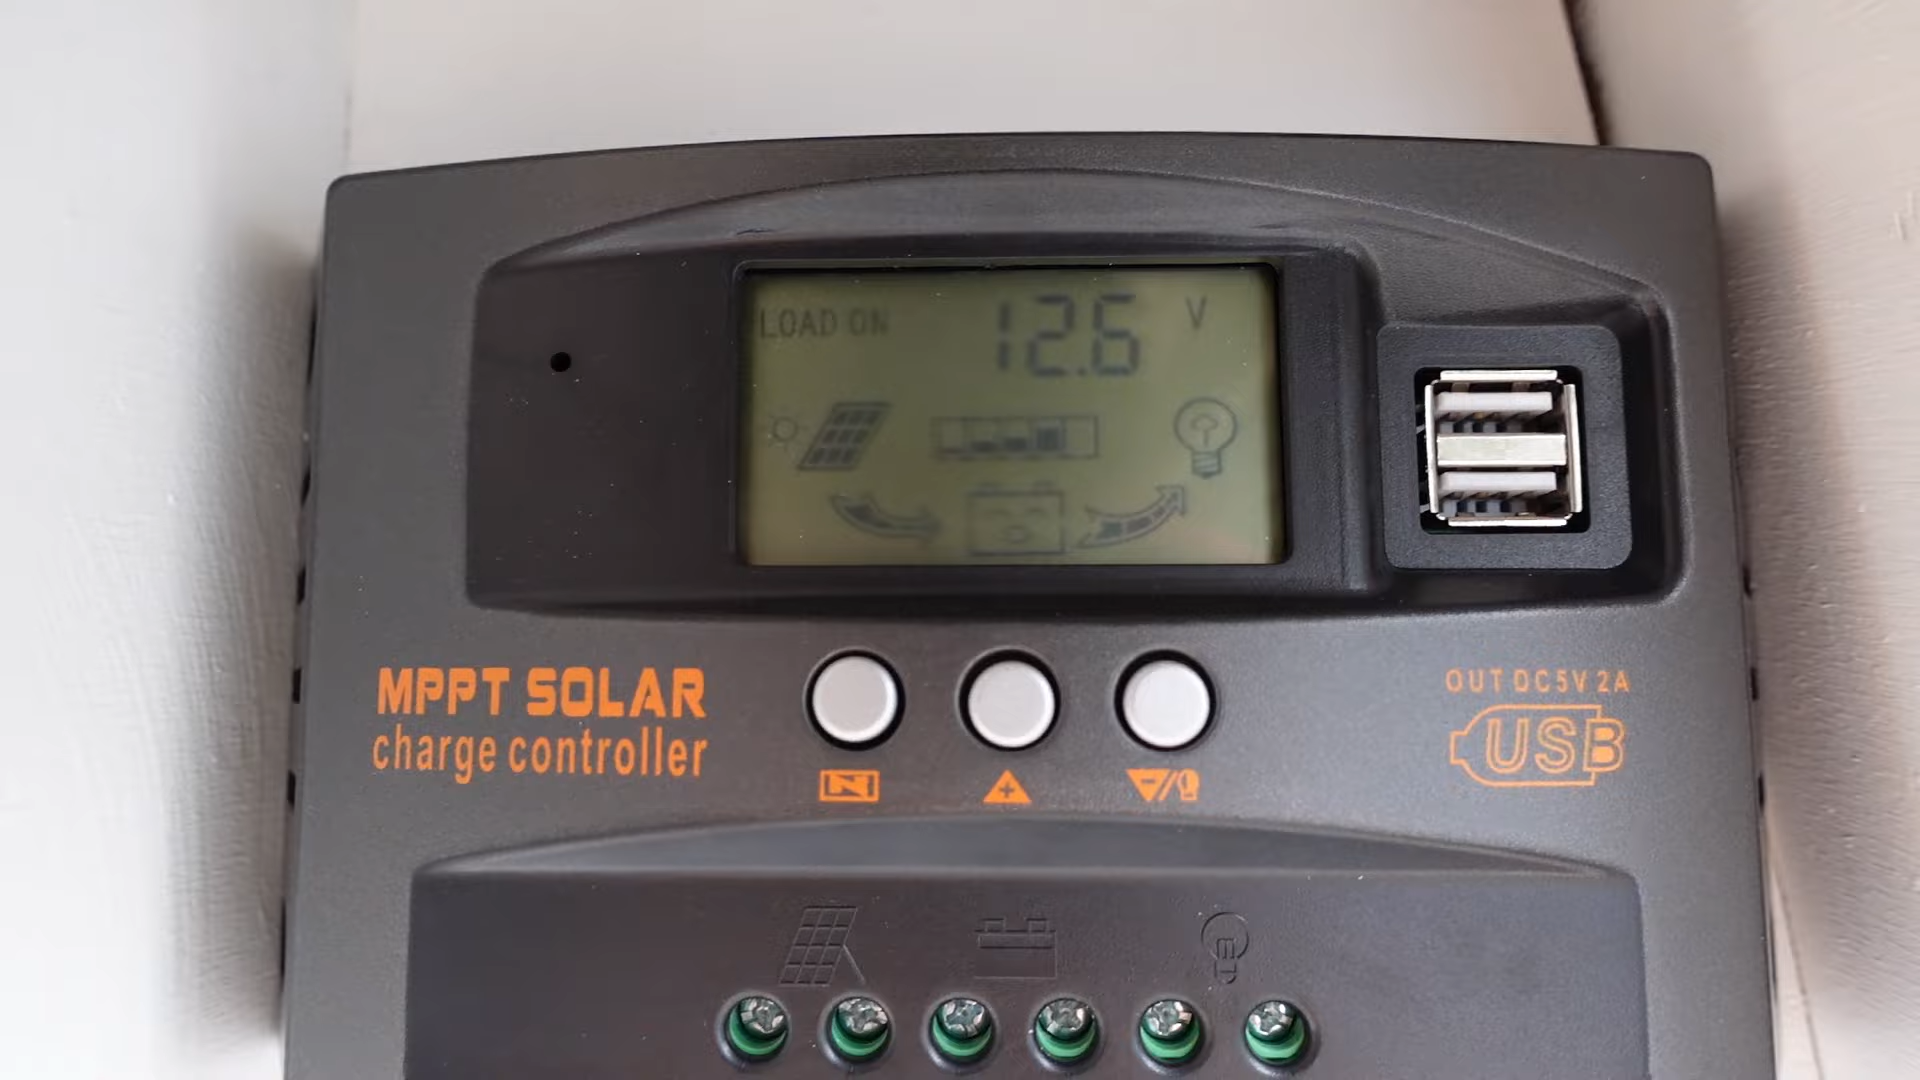 LOAD ON 12.6 V
MPPT SOLAR
charge controller
OUT DC5V 2A
USB